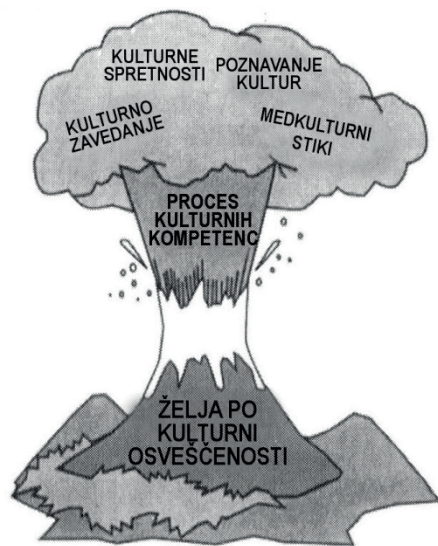 KULTURNE
SPRETNOSTI
POZNAVANJE
KULTUR
KULTURNO
ZAVEDANJE
MEDKULTURNI
STIKI
PROCES
KULTURNIH
KOMPETENC
ŽELJA PO
KULTURNI
OSVEŠČENOSTI